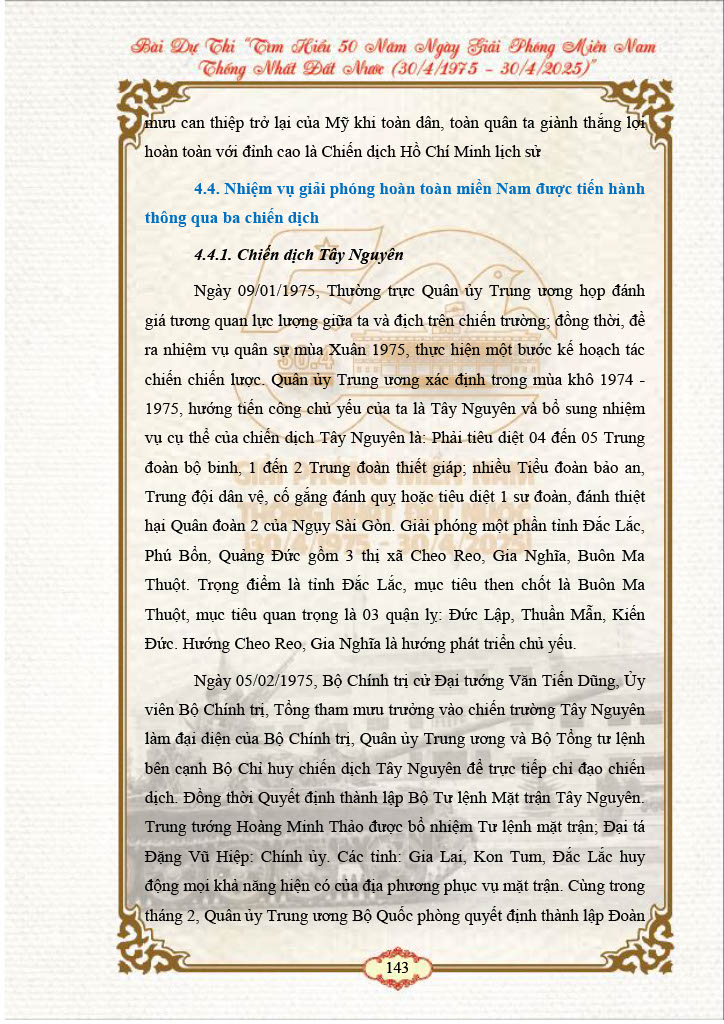 Bài Dự Thi "Tìm Hiểu 50 Năm Ngày Giải Phóng Miền Nam
Thống Nhất Đất Nước (30/4/1975 - 30/4/2025)"
mưu can thiệp trở lại của Mỹ khi toàn dân, toàn quân ta giành thắng lợi
hoàn toàn với đỉnh cao là Chiến dịch Hồ Chí Minh lịch sử
4.4. Nhiệm vụ giải phóng hoàn toàn miền Nam được tiến hành
thông qua ba chiến dịch
4.4.1. Chiến dịch Tây Nguyên
Ngày 09/01/1975, Thường trực Quân ủy Trung ương họp đánh
giá tương quan lực lượng giữa ta và địch trên chiến trường; đồng thời, đề
ra nhiệm vụ quân sự mùa Xuân 1975, thực hiện một bước kế hoạch tác
chiến chiến lược. Quân ủy Trung ương xác định trong mùa khô 1974 -
1975, hướng tiến công chủ yếu của ta là Tây Nguyên và bổ sung nhiệm
vụ cụ thể của chiến dịch Tây Nguyên là: Phải tiêu diệt 04 đến 05 Trung
đoàn bộ binh, 1 đến 2 Trung đoàn thiết giáp; nhiều Tiểu đoàn bảo an,
Trung đội dân vệ, cố gắng đánh quỵ hoặc tiêu diệt 1 sư đoàn, đánh thiệt
hại Quân đoàn 2 của Ngụy Sài Gòn. Giải phóng một phần tỉnh Đắc Lắc,
Phú Bổn, Quảng Đức gồm 3 thị xã Cheo Reo, Gia Nghĩa, Buôn Ma
Thuột. Trọng điểm là tỉnh Đắc Lắc, mục tiêu then chốt là Buôn Ma
Thuột, mục tiêu quan trọng là 03 quận lỵ: Đức Lập, Thuần Mẫn, Kiến
Đức. Hướng Cheo Reo, Gia Nghĩa là hướng phát triển chủ yếu.
Ngày 05/02/1975, Bộ Chính trị cử Đại tướng Văn Tiến Dũng, Ủy
viên Bộ Chính trị, Tổng tham mưu trưởng vào chiến trường Tây Nguyên
làm đại diện của Bộ Chính trị, Quân ủy Trung ương và Bộ Tổng tư lệnh
bên cạnh Bộ Chỉ huy chiến dịch Tây Nguyên để trực tiếp chỉ đạo chiến
dịch. Đồng thời Quyết định thành lập Bộ Tư lệnh Mặt trận Tây Nguyên.
Trung tướng Hoàng Minh Thảo được bổ nhiệm Tư lệnh mặt trận; Đại tá
Đặng Vũ Hiệp: Chính ủy. Các tỉnh: Gia Lai, Kon Tum, Đắc Lắc huy
động mọi khả năng hiện có của địa phương phục vụ mặt trận. Cùng trong
tháng 2, Quân ủy Trung ương Bộ Quốc phòng quyết định thành lập Đoàn
50
30.4
GIẢI PHÓNG MIỀN NAM
THỐNG NHẤT ĐẤT NƯỚC
30/4/1975 - 30/4/2025
143